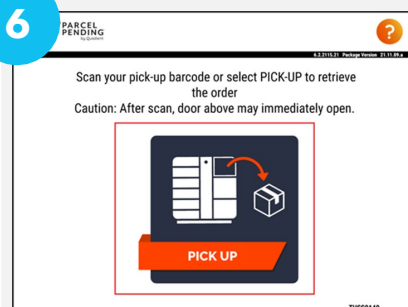 6
PARCEL
PENDING
by Quadient
?
6.2.2115.21 Package Version 21.11.09.a
Scan your pick-up barcode or select PICK-UP to retrieve
the order
Caution: After scan, door above may immediately open.
PICK UP